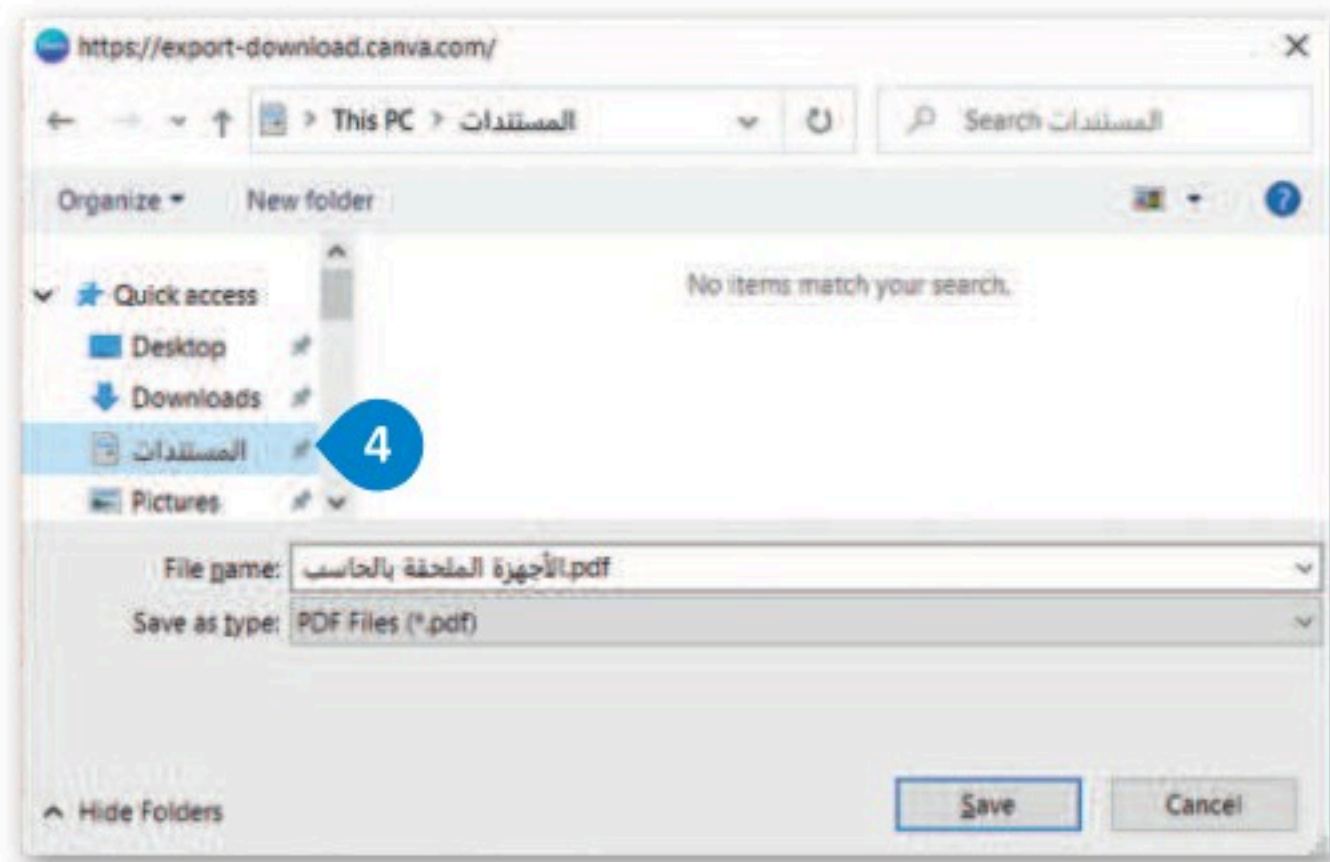 https://export-download.canva.com/
This PC > المستندات
Search المستندات
Organize
New folder
No items match your search.
Quick access
Desktop
Downloads
المستندات
4
Pictures
File name: الأجهزة الملحقة بالحاسب.pdf
Save as type: PDF Files (*.pdf)
Hide Folders
Save
Cancel